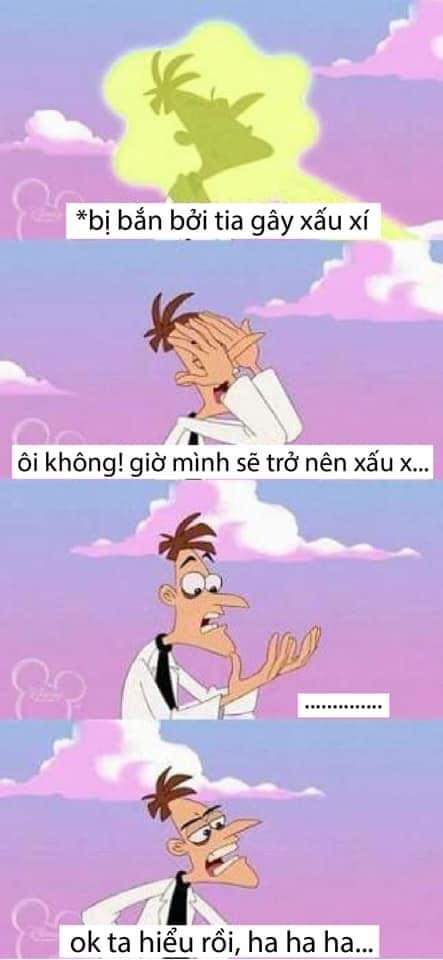 *bị bắn bởi tia gây xấu xí
ôi không! giờ mình sẽ trở nên xấu x...
..............
ok ta hiểu rồi, ha ha ha...